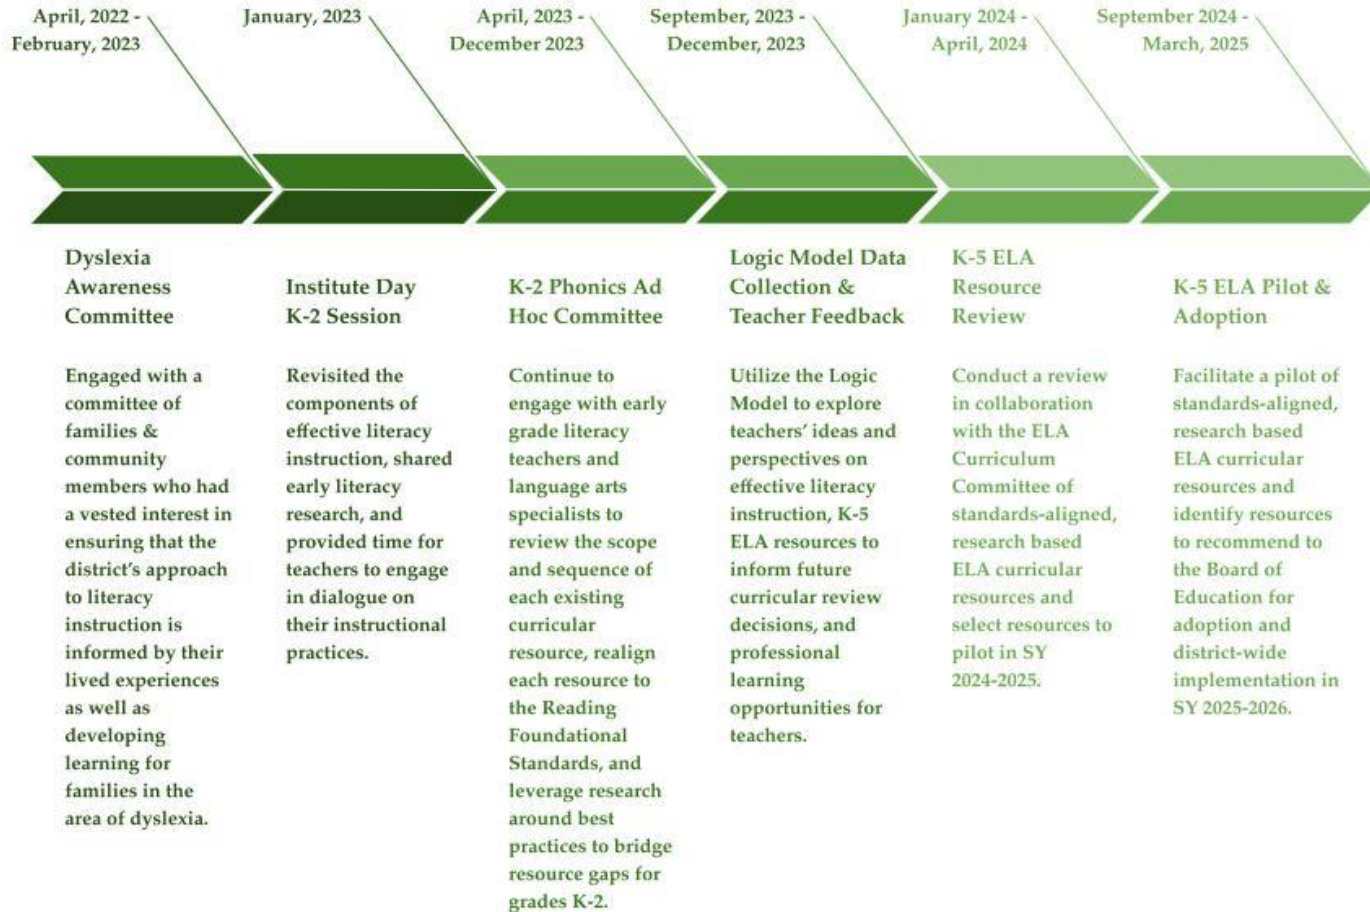 April, 2022 -
February, 2023
January, 2023
April, 2023 -
December 2023
September, 2023 -
December, 2023
January 2024 -
April, 2024
September 2024 -
March, 2025
Dyslexia
Awareness
Committee
Engaged with a
committee of
families &
community
members who had
a vested interest in
ensuring that the
district's approach
to literacy
instruction is
informed by their
lived experiences
as well as
developing
learning for
families in the
area of dyslexia.
Institute Day
K-2 Session
Revisited the
components of
effective literacy
instruction, shared
early literacy
research, and
provided time for
teachers to engage
in dialogue on
their instructional
practices.
K-2 Phonics Ad
Hoc Committee
Continue to
engage with early
grade literacy
teachers and
language arts
specialists to
review the scope
and sequence of
each existing
curricular
resource, realign
each resource to
the Reading
Foundational
Standards, and
leverage research
around best
practices to bridge
resource gaps for
grades K-2.
Logic Model Data
Collection &
Teacher Feedback
Utilize the Logic
Model to explore
teachers' ideas and
perspectives on
effective literacy
instruction, K-5
ELA resources to
inform future
curricular review
decisions, and
professional
learning
opportunities for
teachers.
K-5 ELA
Resource
Review
Conduct a review
in collaboration
with the ELA
Curriculum
Committee of
standards-aligned,
research based
ELA curricular
resources and
select resources to
pilot in SY
2024-2025.
K-5 ELA Pilot &
Adoption
Facilitate a pilot of
standards-aligned,
research based
ELA curricular
resources and
identify resources
to recommend to
the Board of
Education for
adoption and
district-wide
implementation in
SY 2025-2026.